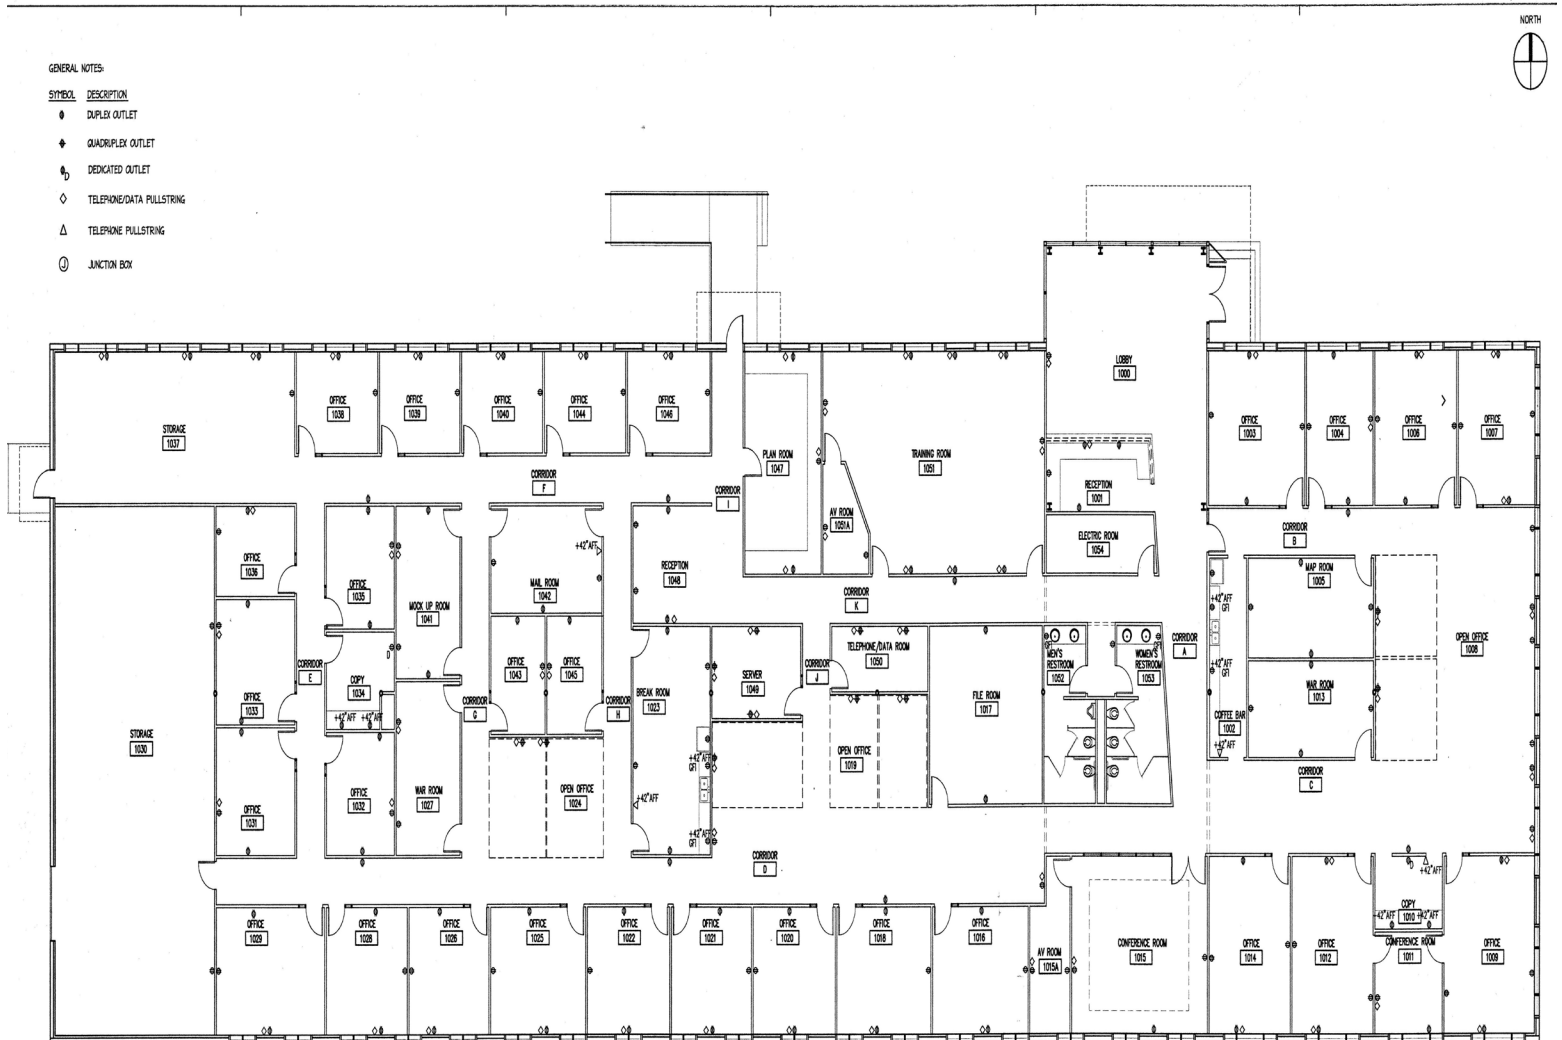 NORTH
GENERAL NOTES:
SYMBOL DESCRIPTION
DUPLEX OUTLET
QUADRUPLEX OUTLET
D DEDICATED OUTLET
TELEPHONE/DATA PULLSTRING
TELEPHONE PULLSTRING
J JUNCTION BOX
LOBBY
1000
STORAGE
1037
OFFICE
1038
OFFICE
1039
OFFICE
1040
OFFICE
1044
OFFICE
1046
PLAN ROOM
1047
TRAINING ROOM
1051
OFFICE
1003
OFFICE
1004
OFFICE
1006
OFFICE
1007
CORRIDOR
F
CORRIDOR
I
AV ROOM
1051A
RECEPTION
1001
ELECTRIC ROOM
1054
CORRIDOR
B
OFFICE
1036
OFFICE
1035
MOCK UP ROOM
1041
+42"AFF
MAIL ROOM
1042
RECEPTION
1048
CORRIDOR
K
MAP ROOM
1005
+42"AFF
GFI
OPEN OFFICE
1008
OFFICE
1033
CORRIDOR
E
D
COPY
1034
+42"AFF +42"AFF
CORRIDOR
G
OFFICE
1043
OFFICE
1045
CORRIDOR
H
BREAK ROOM
1023
SERVER
1049
CORRIDOR
J
TELEPHONE/DATA ROOM
1050
FILE ROOM
1017
MEN'S
RESTROOM
1052
WOMEN'S
RESTROOM
1053
CORRIDOR
A
+42"AFF
GFI
COFFEE BAR
1002
+42"AFF
WAR ROOM
1013
STORAGE
1030
OFFICE
1031
OFFICE
1032
WAR ROOM
1027
OPEN OFFICE
1024
+42"AFF
GFI
+42"AFF
+42"AFF
GFI
OPEN OFFICE
1019
CORRIDOR
C
CORRIDOR
D
OFFICE
1029
OFFICE
1028
OFFICE
1026
OFFICE
1025
OFFICE
1022
OFFICE
1021
OFFICE
1020
OFFICE
1018
OFFICE
1016
AV ROOM
1015A
CONFERENCE ROOM
1015
OFFICE
1014
OFFICE
1012
D
+42"AFF
COPY
1010
+42"AFF +42"AFF
CONFERENCE ROOM
1011
OFFICE
1009